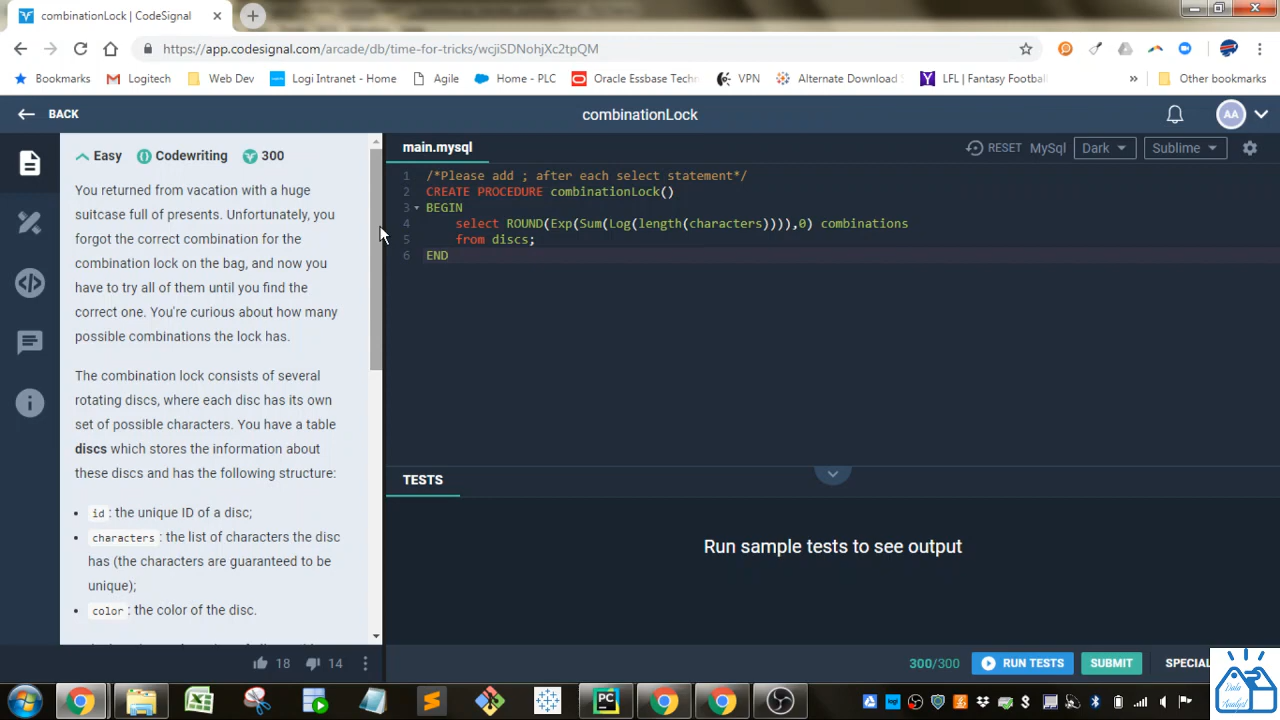 combinationLock | CodeSignal
https://app.codesignal.com/arcade/db/time-for-tricks/wcjiSDNohjXc2tpQM
Bookmarks Logitech Web Dev Logi Intranet - Home Agile Home - PLC Oracle Essbase Techn VPN Alternate Download LFL | Fantasy Football » Other bookmarks
BACK combinationLock AA
Easy Codewriting 300
You returned from vacation with a huge
suitcase full of presents. Unfortunately, you
forgot the correct combination for the
combination lock on the bag, and now you
have to try all of them until you find the
correct one. You're curious about how many
possible combinations the lock has.
The combination lock consists of several
rotating discs, where each disc has its own
set of possible characters. You have a table
discs which stores the information about
these discs and has the following structure:
• id : the unique ID of a disc;
• characters : the list of characters the disc
has (the characters are guaranteed to be
unique);
• color : the color of the disc.
18 14
main.mysql RESET MySql Dark Sublime
1 /*Please add ; after each select statement*/
2 CREATE PROCEDURE combinationLock()
3 BEGIN
4 select ROUND(Exp(Sum(Log(length(characters)))),0) combinations
5 from discs;
6 END
TESTS
Run sample tests to see output
300/300 RUN TESTS SUBMIT SPECIAL
PC
Data
Analyst